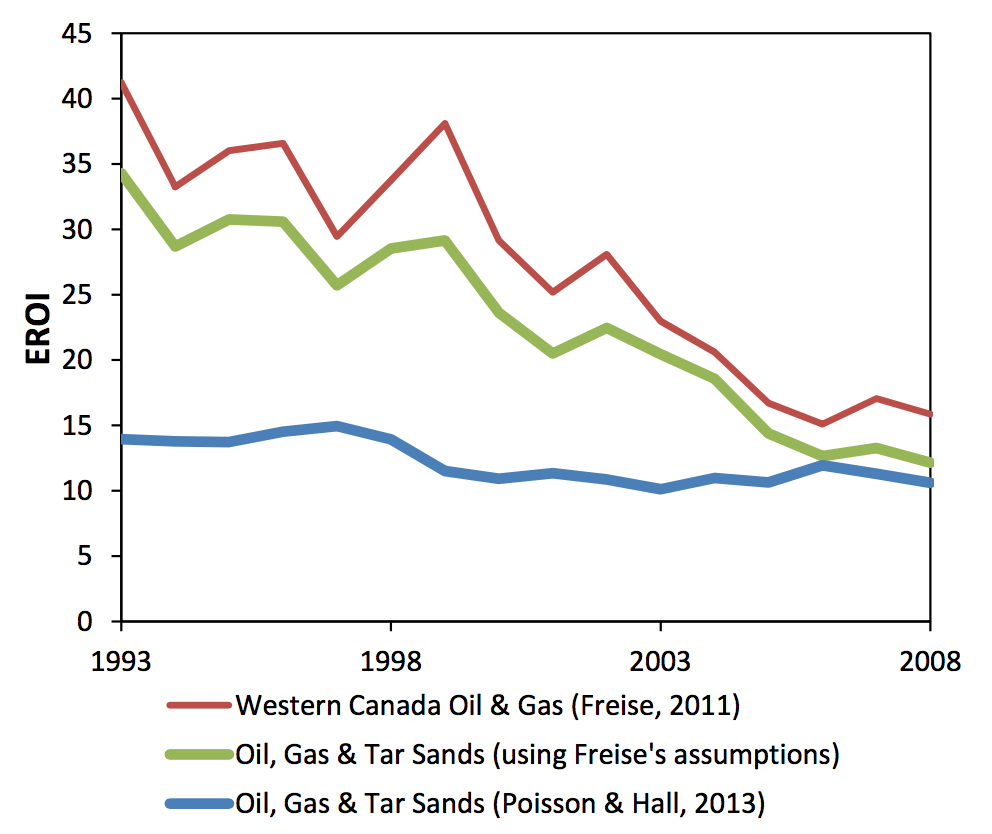 45
40
35
30
25
20
15
10
5
0
EROI
1993 1998 2003 2008
Western Canada Oil & Gas (Freise, 2011)
Oil, Gas & Tar Sands (using Freise's assumptions)
Oil, Gas & Tar Sands (Poisson & Hall, 2013)